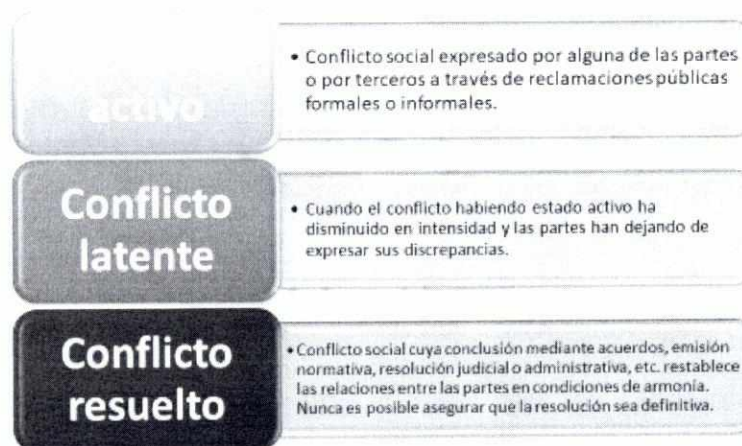 activo
• Conflicto social expresado por alguna de las partes
o por terceros a través de reclamaciones públicas
formales o informales.
Conflicto
latente
• Cuando el conflicto habiendo estado activo ha
disminuido en intensidad y las partes han dejando de
expresar sus discrepancias.
Conflicto
resuelto
• Conflicto social cuya conclusión mediante acuerdos, emisión
normativa, resolución judicial o administrativa, etc. restablece
las relaciones entre las partes en condiciones de armonía.
Nunca es posible asegurar que la resolución sea definitiva.